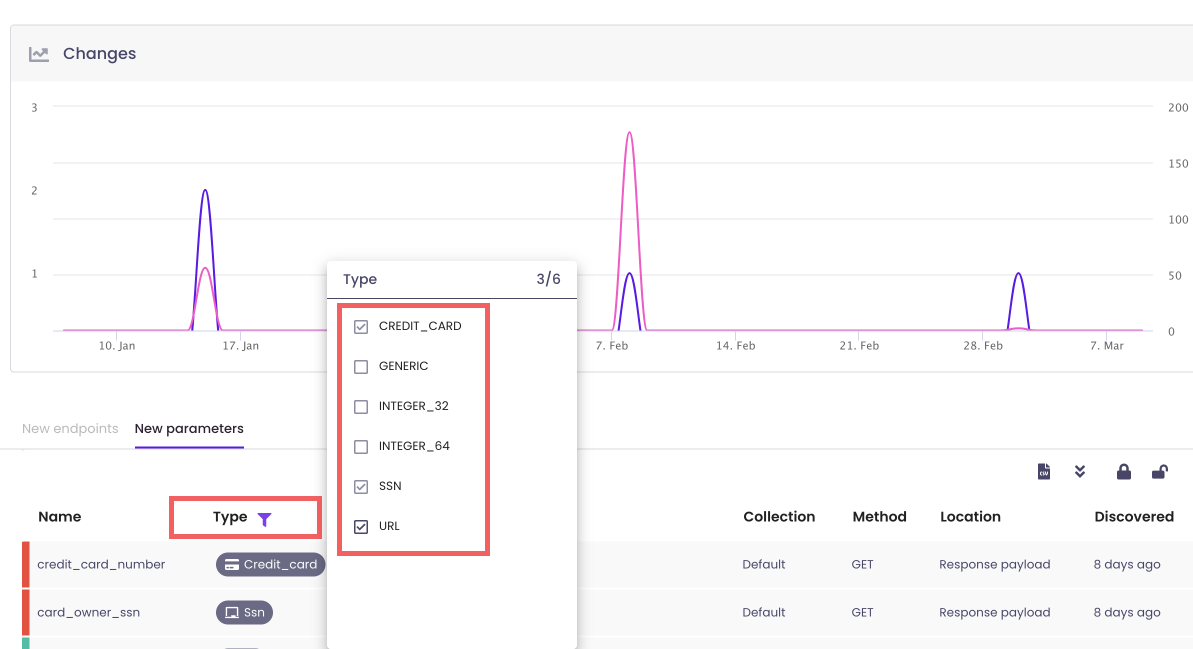 Changes
3
200
150
2
100
1
50
0
10. Jan
17. Jan
7. Feb
14. Feb
21. Feb
28. Feb
7. Mar
Type 3/6
CREDIT_CARD
GENERIC
INTEGER_32
INTEGER_64
SSN
URL
New endpoints New parameters
CSV
Name Type Collection Method Location Discovered
credit_card_number Credit_card Default GET Response payload 8 days ago
card_owner_ssn Ssn Default GET Response payload 8 days ago